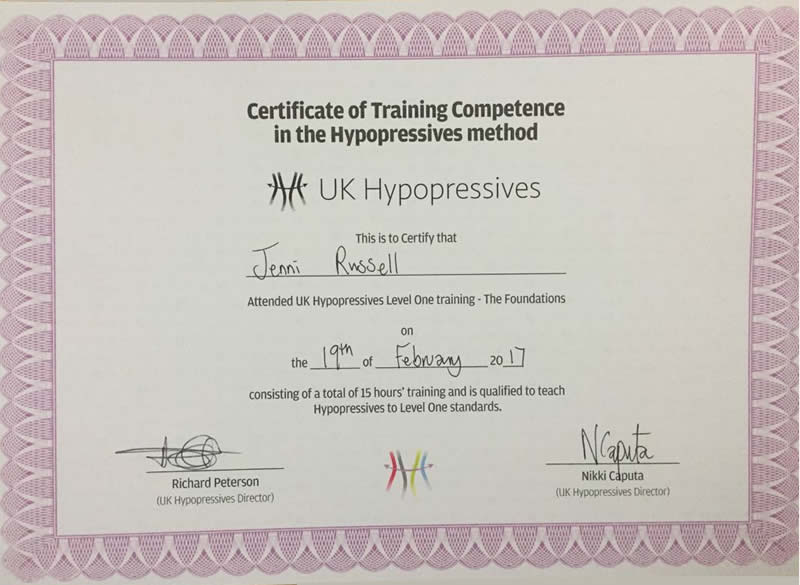 Certificate of Training Competence
in the Hypopressives method
UK Hypopressives
This is to Certify that
Jenni Russell
Attended UK Hypopressives Level One training - The Foundations
on
the 19th of February 2017
consisting of a total of 15 hours' training and is qualified to teach
Hypopressives to Level One standards.
NCaputa
Richard Peterson
Nikki Caputa
(UK Hypopressives Director)
(UK Hypopressives Director)